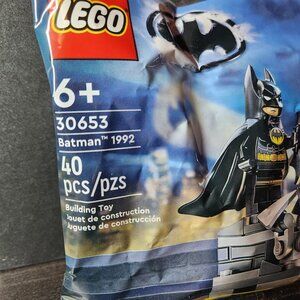 LEGO
6+
30653
Batman™ 1992
40
pcs/pzs
Building Toy
Jouet de construction
Juguete de construcción